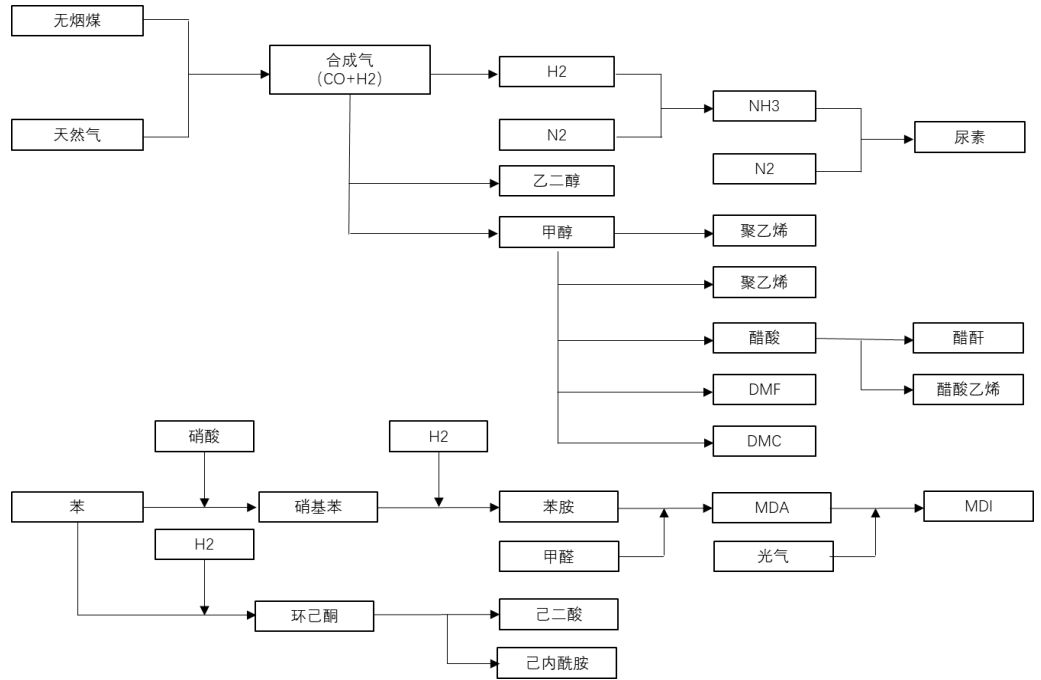 无烟煤
天然气
合成气
（CO+H2）
H2
N2
NH3
N2
尿素
乙二醇
甲醇
聚乙烯
聚乙烯
醋酸
醋酐
醋酸乙烯
DMF
DMC
硝酸
H2
苯
硝基苯
苯胺
MDA
MDI
H2
甲醛
光气
环己酮
己二酸
己内酰胺